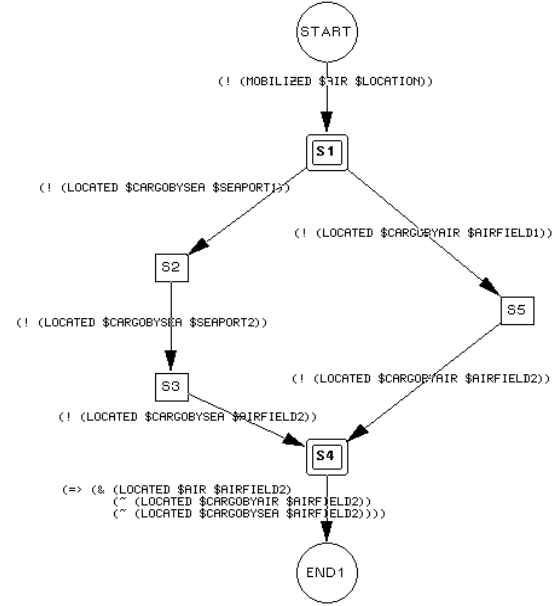 START
(! (MOBILIZED $AIR $LOCATION))
S1
(! (LOCATED $CARGOBYSEA $SEAPORT1))
(! (LOCATED $CARGOBYAIR $AIRFIELD1))
S2
S5
(! (LOCATED $CARGOBYSEA $SEAPORT2))
(! (LOCATED $CARGOBYAIR $AIRFIELD2))
S3
(! (LOCATED $CARGOBYSEA $AIRFIELD2))
S4
(=> (& (LOCATED $AIR $AIRFIELD2)
(~ (LOCATED $CARGOBYAIR $AIRFIELD2))
(~ (LOCATED $CARGOBYSEA $AIRFIELD2))))
END1